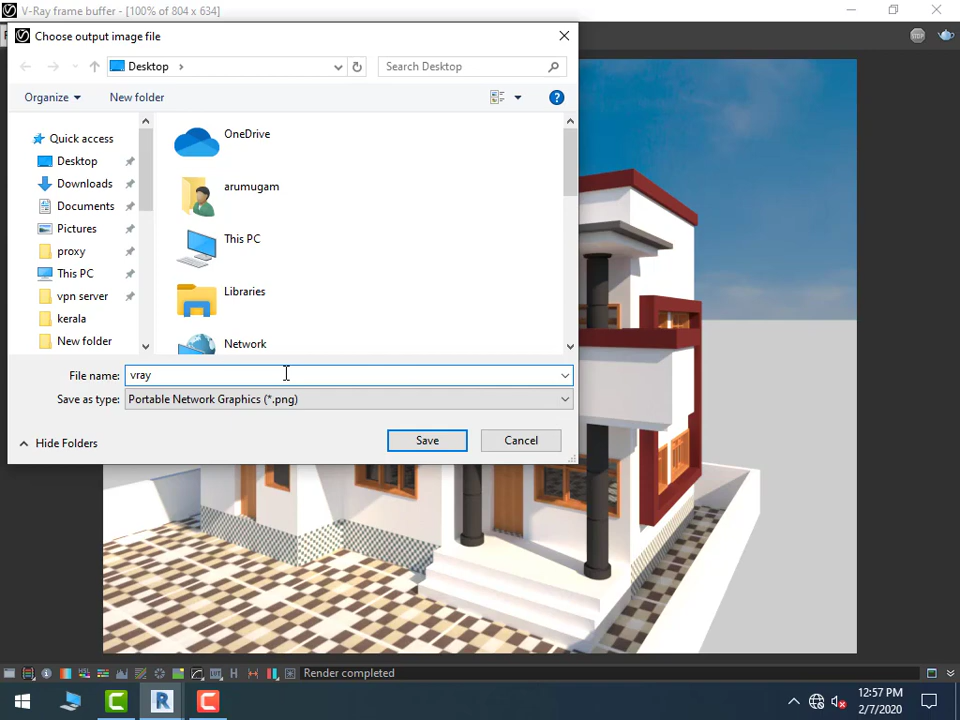 V-Ray frame buffer - [100% of 804 x 634]
Choose output image file
Desktop
Search Desktop
Organize
New folder
Quick access
Desktop
Downloads
Documents
Pictures
proxy
This PC
vpn server
kerala
New folder
OneDrive
arumugam
This PC
Libraries
Network
File name: vray
Save as type: Portable Network Graphics (*.png)
Hide Folders
Save
Cancel
Render completed
12:57 PM
2/7/2020